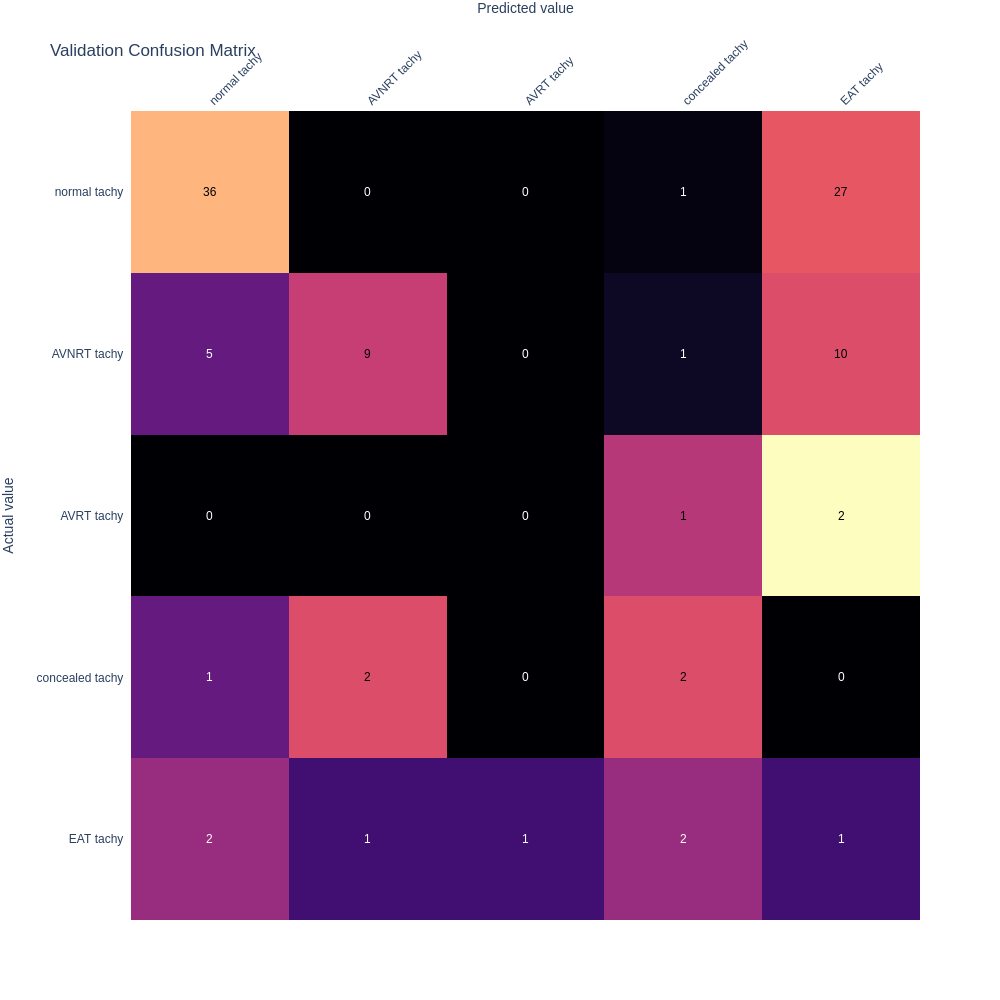 Predicted value
Validation Confusion Matrix
normal tachy AVNRT tachy AVRT tachy concealed tachy EAT tachy
normal tachy 36 0 0 1 27
AVNRT tachy 5 9 0 1 10
Actual value
AVRT tachy 0 0 0 1 2
concealed tachy 1 2 0 2 0
EAT tachy 2 1 1 2 1